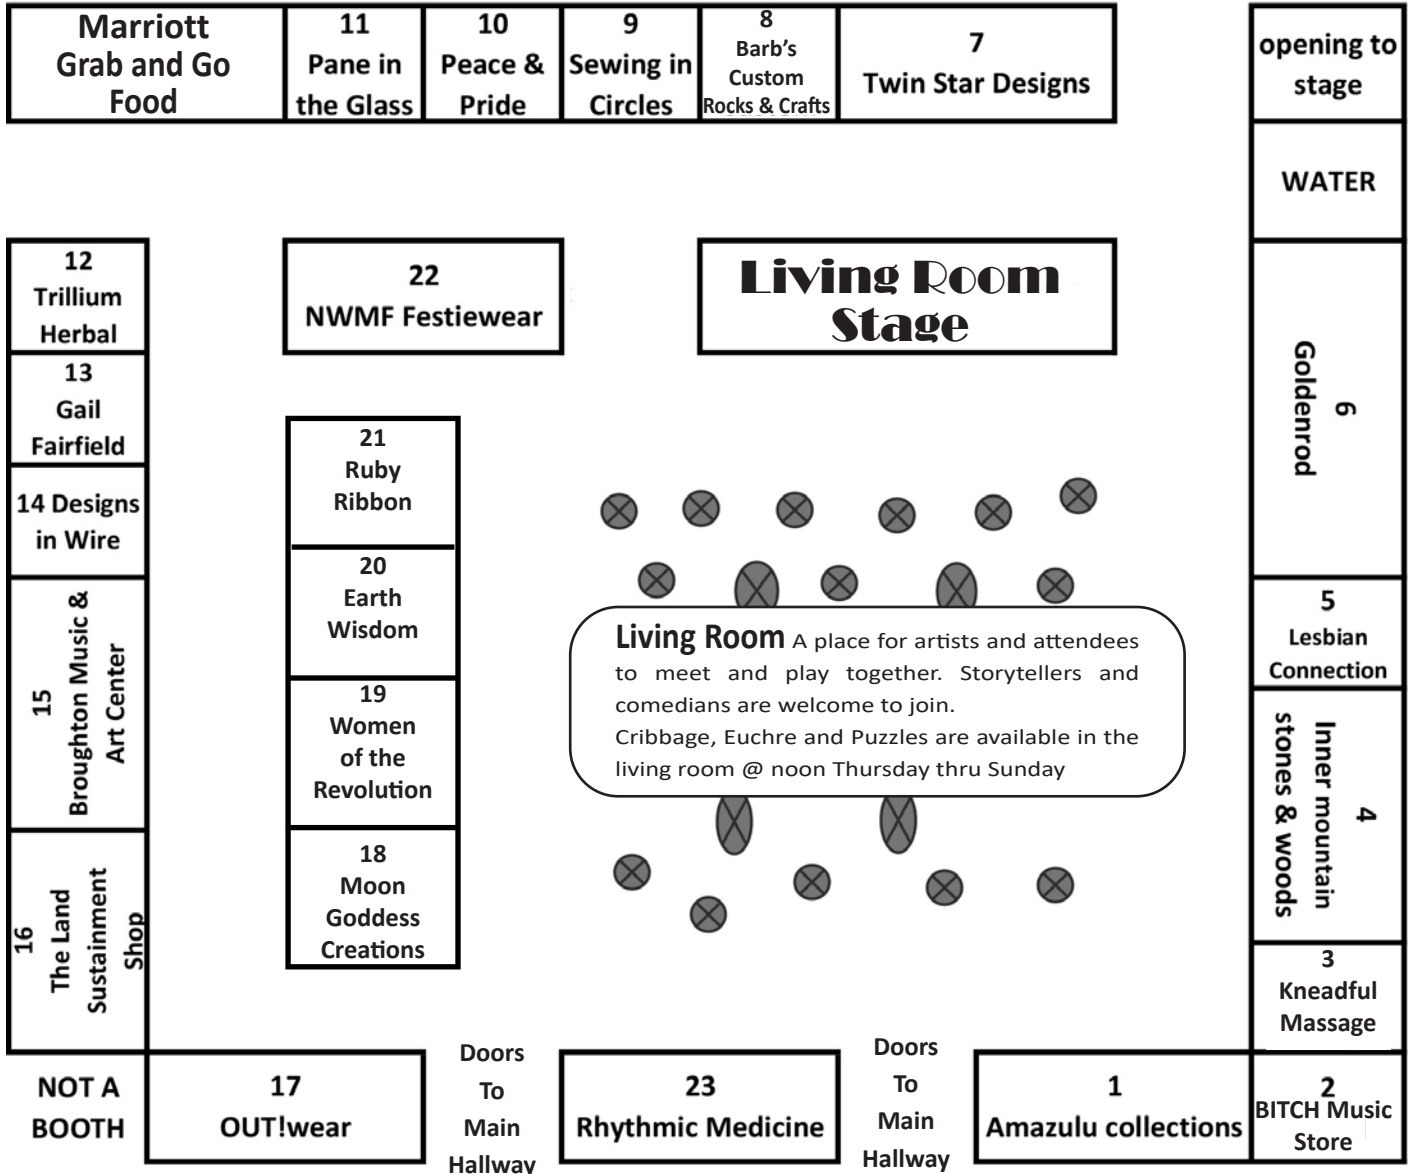 Marriott
Grab and Go
Food
11
Pane in
the Glass
10
Peace &
Pride
9
Sewing in
Circles
8
Barb’s
Custom
Rocks & Crafts
7
Twin Star Designs
opening to
stage
WATER
12
Trillium
Herbal
13
Gail
Fairfield
14 Designs
in Wire
15
Broughton Music &
Art Center
16
The Land
Sustainment
Shop
22
NWMF Festiewear
Living Room
Stage
21
Ruby
Ribbon
20
Earth
Wisdom
19
Women
of the
Revolution
18
Moon
Goddess
Creations
Living Room A place for artists and attendees
to meet and play together. Storytellers and
comedians are welcome to join.
Cribbage, Euchre and Puzzles are available in the
living room @ noon Thursday thru Sunday
6
Goldenrod
5
Lesbian
Connection
4
Inner mountain
stones & woods
3
Kneadful
Massage
NOT A
BOOTH
17
OUT!wear
Doors
To
Main
Hallway
23
Rhythmic Medicine
Doors
To
Main
Hallway
1
Amazulu collections
2
BITCH Music
Store